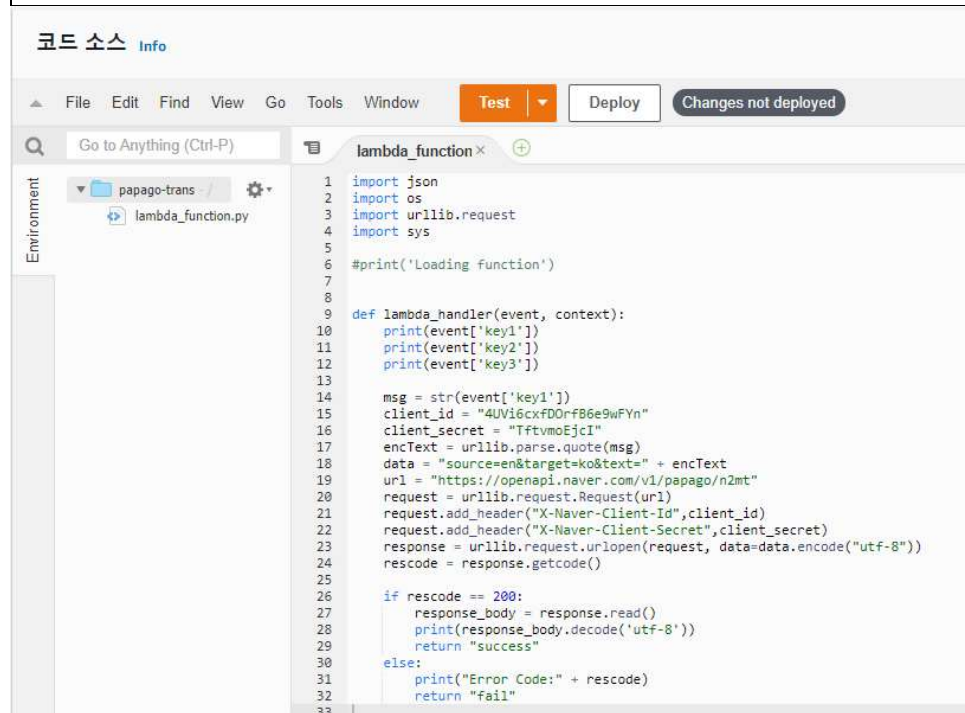 코드 소스 Info
File Edit Find View Go Tools Window Test Deploy Changes not deployed
Go to Anything (Ctrl-P)
lambda_function ×
Environment
papago-trans /
lambda_function.py
1 import json
2 import os
3 import urllib.request
4 import sys
5
6 #print('Loading function')
7
8
9 def lambda_handler(event, context):
10     print(event['key1'])
11     print(event['key2'])
12     print(event['key3'])
13
14     msg = str(event['key1'])
15     client_id = "4UVi6cxfDOrfB6e9wFYn"
16     client_secret = "TftvmoEjcI"
17     encText = urllib.parse.quote(msg)
18     data = "source=en&target=ko&text=" + encText
19     url = "https://openapi.naver.com/v1/papago/n2mt"
20     request = urllib.request.Request(url)
21     request.add_header("X-Naver-Client-Id",client_id)
22     request.add_header("X-Naver-Client-Secret",client_secret)
23     response = urllib.request.urlopen(request, data=data.encode("utf-8"))
24     rescode = response.getcode()
25
26     if rescode == 200:
27         response_body = response.read()
28         print(response_body.decode('utf-8'))
29         return "success"
30     else:
31         print("Error Code:" + rescode)
32         return "fail"
33